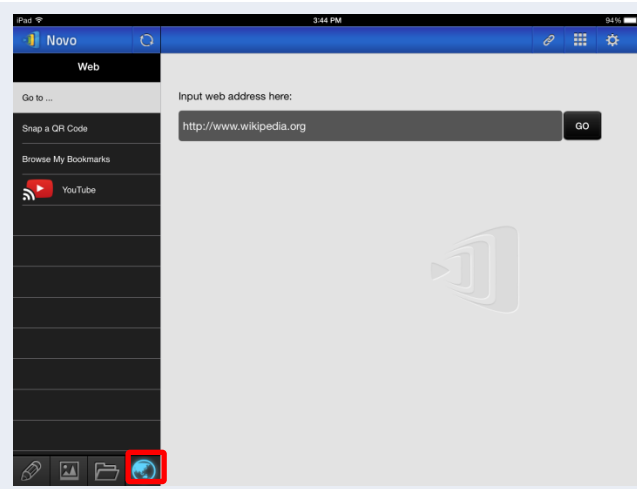 iPad 3:44 PM 94%
Novo
Web
Go to ...
Input web address here:
Snap a QR Code
http://www.wikipedia.org GO
Browse My Bookmarks
YouTube